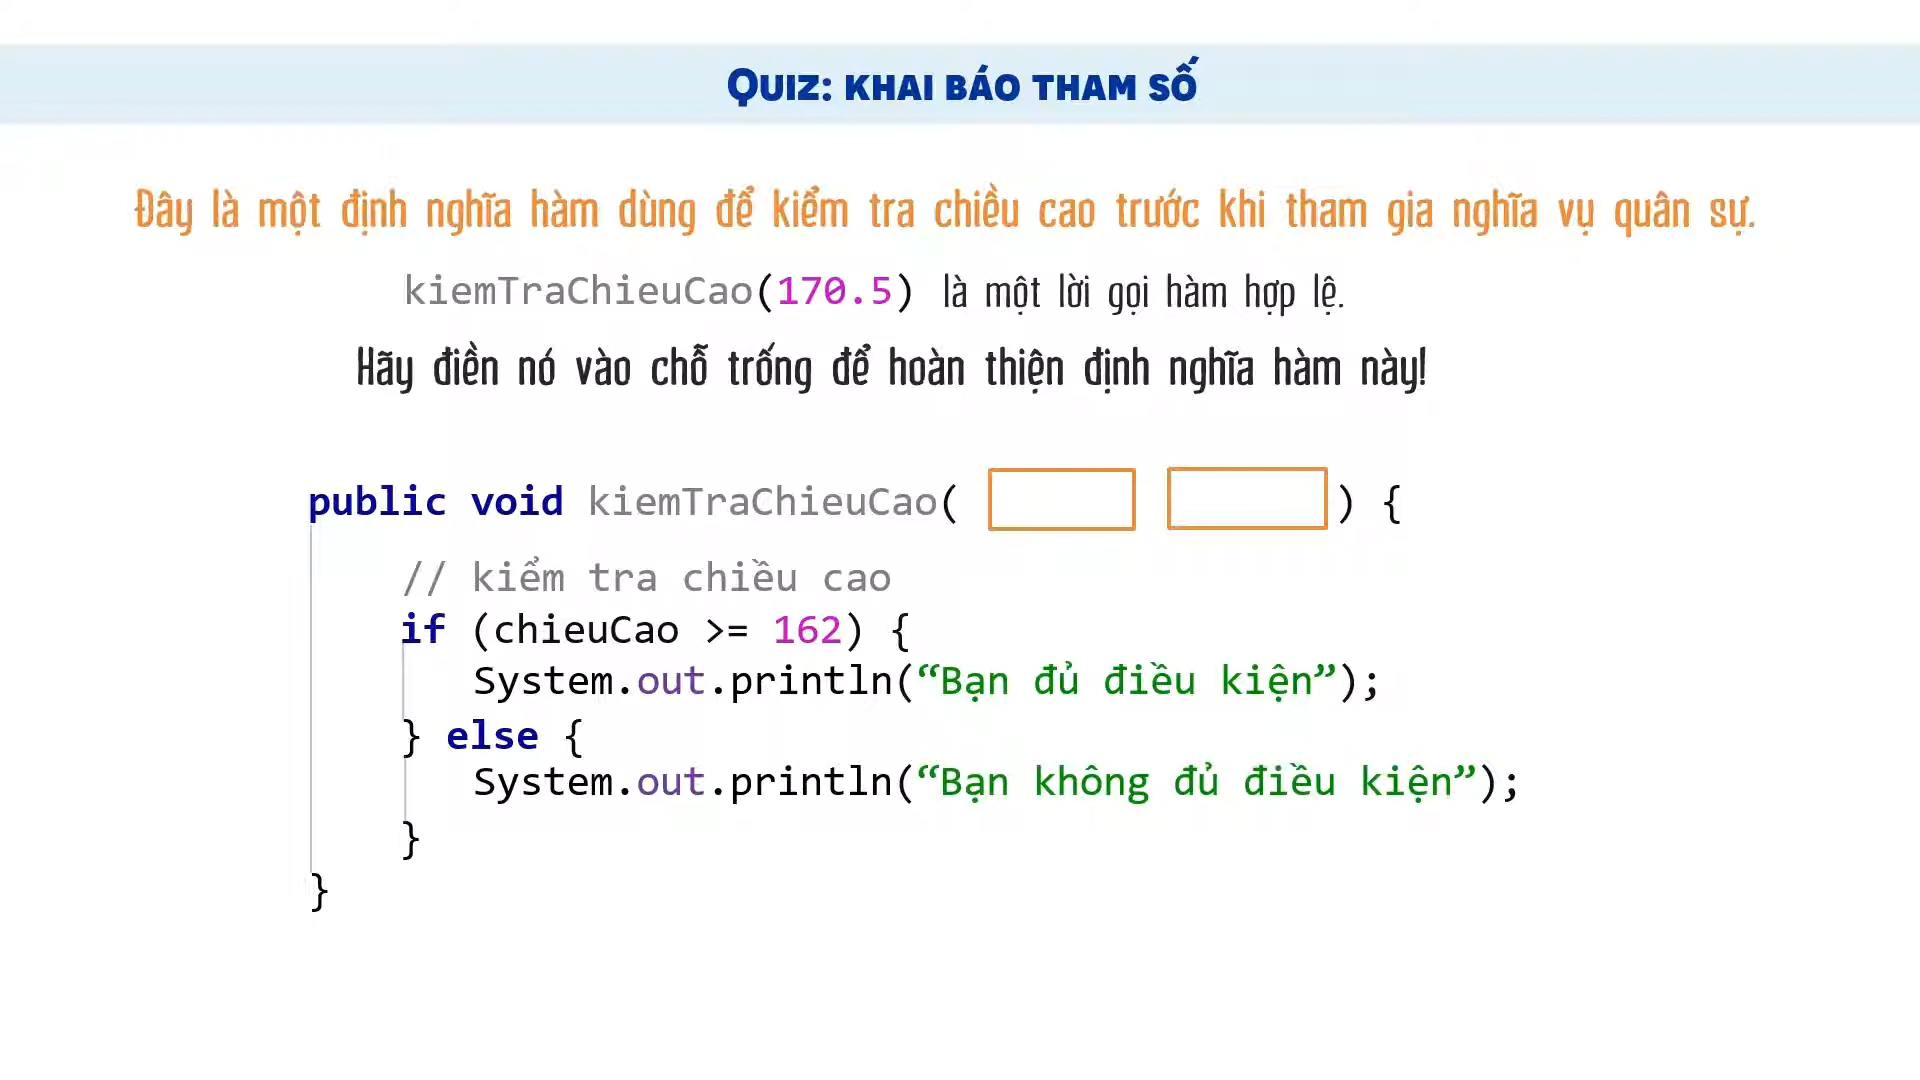 Quiz: khai báo tham số
Đây là một định nghĩa hàm dùng để kiểm tra chiều cao trước khi tham gia nghĩa vụ quân sự.
kiemTraChieuCao(170.5) là một lời gọi hàm hợp lệ.
Hãy điền nó vào chỗ trống để hoàn thiện định nghĩa hàm này!
public void kiemTraChieuCao( ) {
// kiểm tra chiều cao
if (chieuCao >= 162) {
System.out.println(“Bạn đủ điều kiện”);
} else {
System.out.println(“Bạn không đủ điều kiện”);
}
}